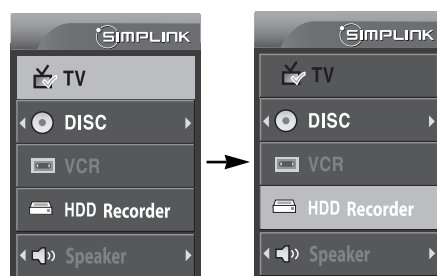 SIMPLINK
TV
DISC
VCR
HDD Recorder
Speaker
SIMPLINK
TV
DISC
VCR
HDD Recorder
Speaker